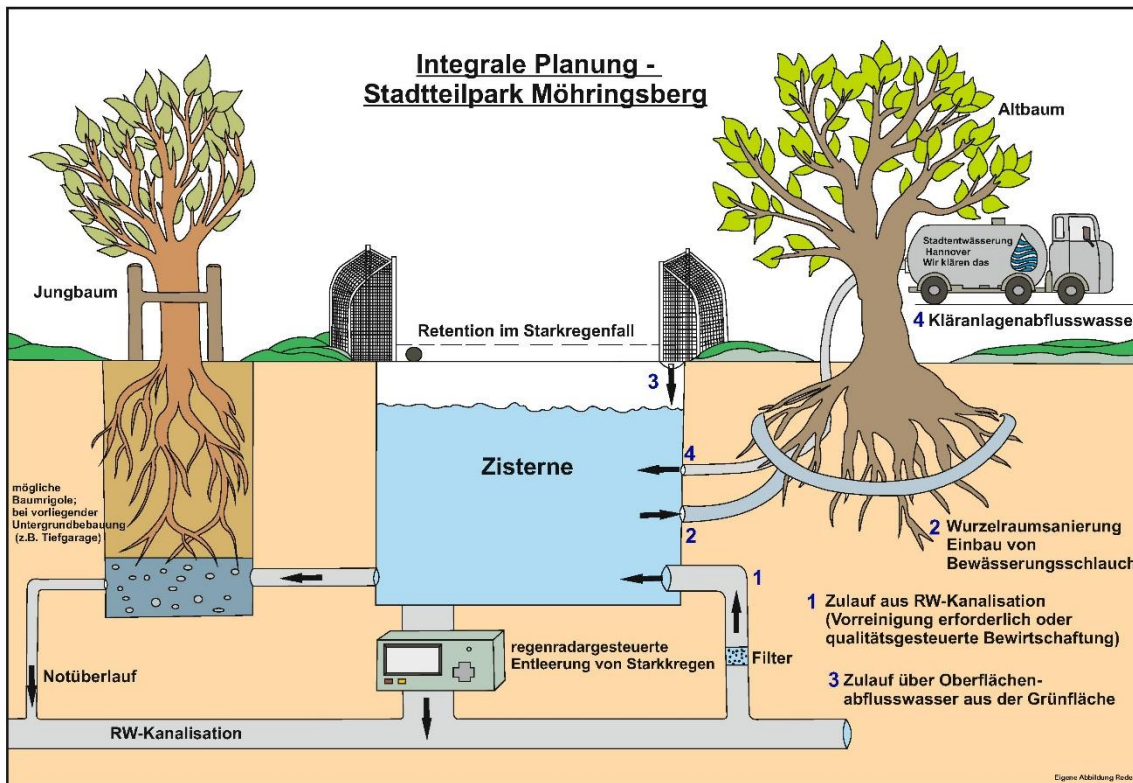 Integrale Planung -
Stadtteilpark Möhringsberg
Altbaum
Stadtentwässerung
Hannover
Wir klären das
Jungbaum
4 Kläranlagenabflusswasser
Retention im Starkregenfall
3
Zisterne
4
2
mögliche
Baumrigole;
bei vorliegender
Untergrundbebauung
(z.B. Tiefgarage)
2 Wurzelraumsanierung
Einbau von
Bewässerungsschlauch
1
1 Zulauf aus RW-Kanalisation
(Vorreinigung erforderlich oder
qualitätsgesteuerte Bewirtschaftung)
regenradargesteuerte
Entleerung von Starkkregen
Filter
Notüberlauf
3 Zulauf über Oberflächen-
abflusswasser aus der Grünfläche
RW-Kanalisation
Eigene Abbildung Rode